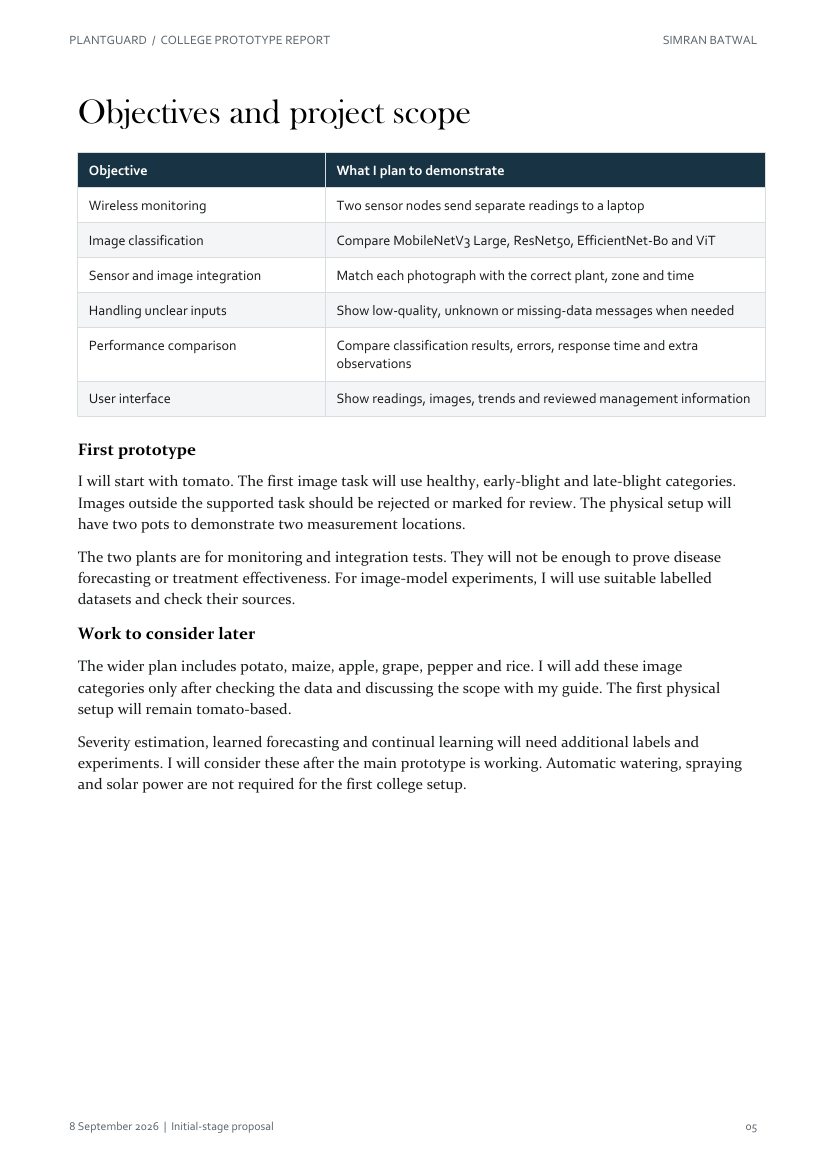 PLANTGUARD / COLLEGE PROTOTYPE REPORT
SIMRAN BATWAL
Objectives and project scope
Objective
What I plan to demonstrate
Wireless monitoring
Two sensor nodes send separate readings to a laptop
Image classification
Compare MobileNetV3 Large, ResNet50, EfficientNet-B0 and ViT
Sensor and image integration
Match each photograph with the correct plant, zone and time
Handling unclear inputs
Show low-quality, unknown or missing-data messages when needed
Performance comparison
Compare classification results, errors, response time and extra
observations
User interface
Show readings, images, trends and reviewed management information
First prototype
I will start with tomato. The first image task will use healthy, early-blight and late-blight categories.
Images outside the supported task should be rejected or marked for review. The physical setup will
have two pots to demonstrate two measurement locations.
The two plants are for monitoring and integration tests. They will not be enough to prove disease
forecasting or treatment effectiveness. For image-model experiments, I will use suitable labelled
datasets and check their sources.
Work to consider later
The wider plan includes potato, maize, apple, grape, pepper and rice. I will add these image
categories only after checking the data and discussing the scope with my guide. The first physical
setup will remain tomato-based.
Severity estimation, learned forecasting and continual learning will need additional labels and
experiments. I will consider these after the main prototype is working. Automatic watering, spraying
and solar power are not required for the first college setup.
8 September 2026 | Initial-stage proposal
05